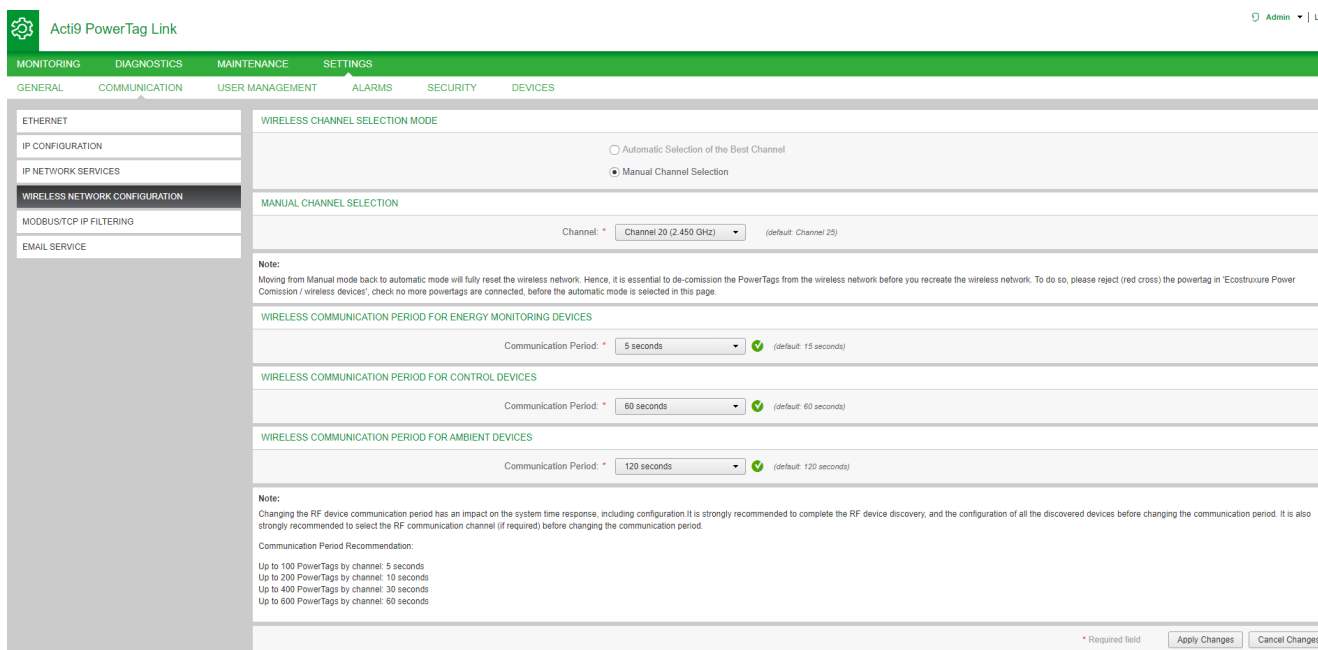 Acti9 PowerTag Link
Admin
MONITORING DIAGNOSTICS MAINTENANCE SETTINGS
GENERAL COMMUNICATION USER MANAGEMENT ALARMS SECURITY DEVICES
ETHERNET
IP CONFIGURATION
IP NETWORK SERVICES
WIRELESS NETWORK CONFIGURATION
MODBUS/TCP IP FILTERING
EMAIL SERVICE
WIRELESS CHANNEL SELECTION MODE
Automatic Selection of the Best Channel
Manual Channel Selection
MANUAL CHANNEL SELECTION
Channel: * Channel 20 (2.450 GHz) (default: Channel 25)
Note:
Moving from Manual mode back to automatic mode will fully reset the wireless network. Hence, it is essential to de-comission the PowerTags from the wireless network before you recreate the wireless network. To do so, please reject (red cross) the powertag in 'Ecostruxure Power
Comission / wireless devices', check no more powertags are connected, before the automatic mode is selected in this page.
WIRELESS COMMUNICATION PERIOD FOR ENERGY MONITORING DEVICES
Communication Period: * 5 seconds (default: 15 seconds)
WIRELESS COMMUNICATION PERIOD FOR CONTROL DEVICES
Communication Period: * 60 seconds (default: 60 seconds)
WIRELESS COMMUNICATION PERIOD FOR AMBIENT DEVICES
Communication Period: * 120 seconds (default: 120 seconds)
Note:
Changing the RF device communication period has an impact on the system time response, including configuration.It is strongly recommended to complete the RF device discovery, and the configuration of all the discovered devices before changing the communication period. It is also
strongly recommended to select the RF communication channel (if required) before changing the communication period.
Communication Period Recommendation:
Up to 100 PowerTags by channel: 5 seconds
Up to 200 PowerTags by channel: 10 seconds
Up to 400 PowerTags by channel: 30 seconds
Up to 600 PowerTags by channel: 60 seconds
* Required field Apply Changes Cancel Changes